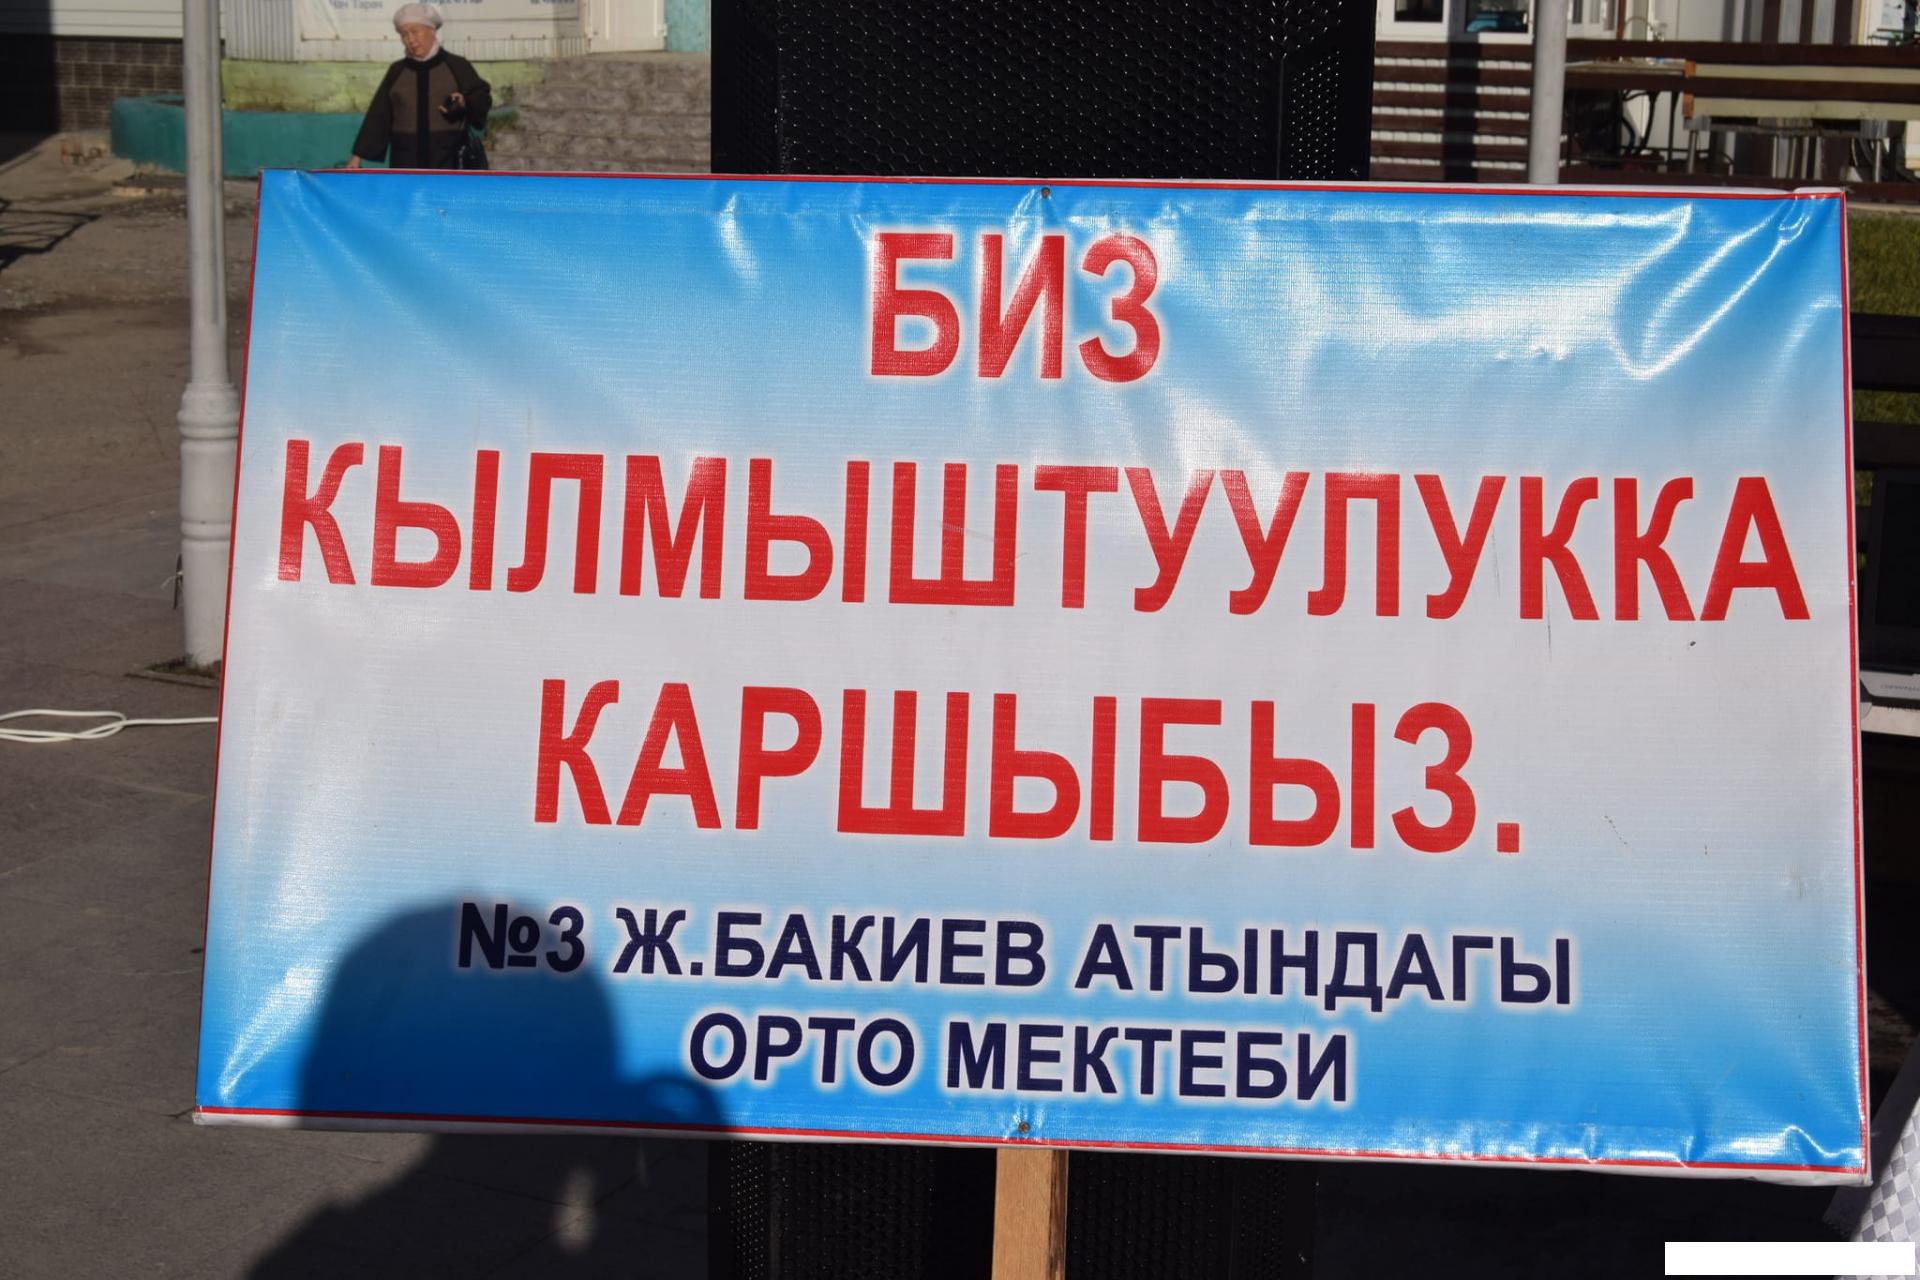 БИЗ
КЫЛМЫШТУУЛУККА
КАРШЫБЫЗ.
№3 Ж.БАКИЕВ АТЫНДАГЫ
ОРТО МЕКТЕБИ